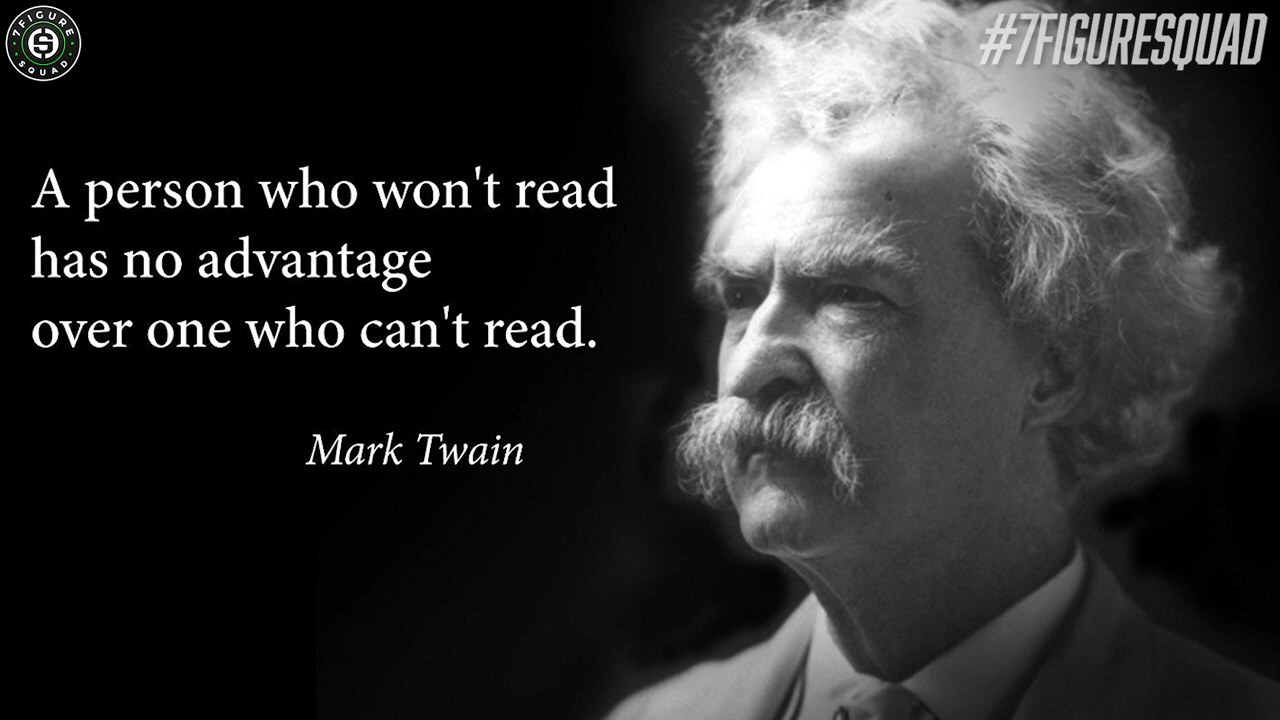 7FIGURE
SQUAD
#7FIGURESQUAD
A person who won't read
has no advantage
over one who can't read.
Mark Twain